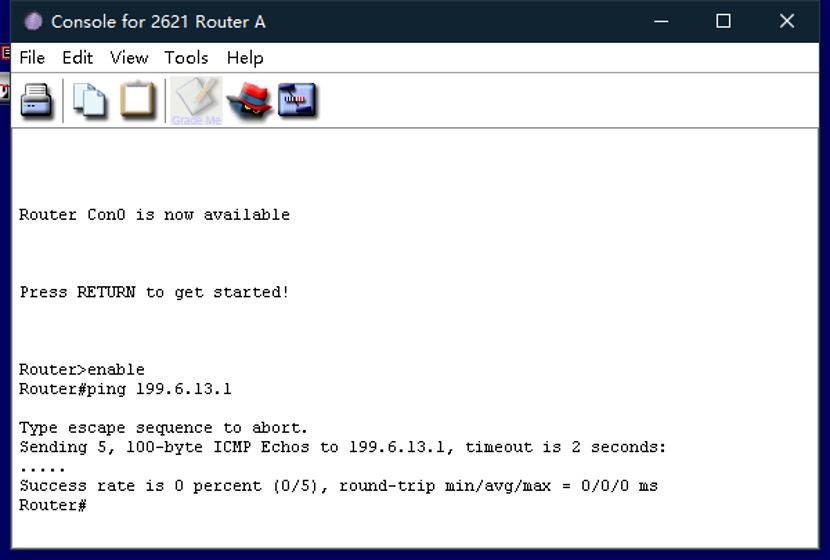 Console for 2621 Router A
File Edit View Tools Help
Grade Me
Router Con0 is now available
Press RETURN to get started!
Router>enable
Router#ping 199.6.13.1
Type escape sequence to abort.
Sending 5, 100-byte ICMP Echos to 199.6.13.1, timeout is 2 seconds:
.....
Success rate is 0 percent (0/5), round-trip min/avg/max = 0/0/0 ms
Router#